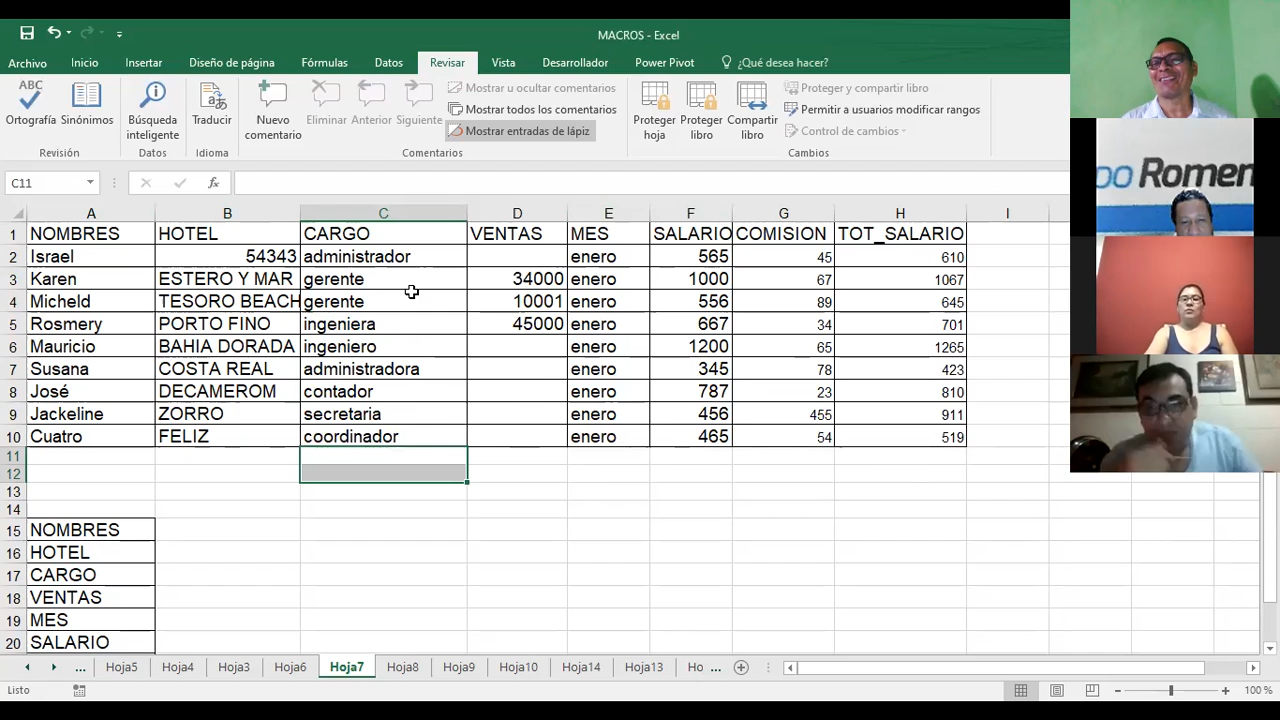 MACROS - Excel
Archivo Inicio Insertar Diseño de página Fórmulas Datos Revisar Vista Desarrollador Power Pivot ¿Qué desea hacer?
ABC
Ortografía
Sinónimos
Revisión
Búsqueda inteligente
Datos
Traducir
Idioma
Nuevo comentario
Eliminar
Anterior
Siguiente
Mostrar u ocultar comentarios
Mostrar todos los comentarios
Mostrar entradas de lápiz
Comentarios
Proteger hoja
Proteger libro
Compartir libro
Proteger y compartir libro
Permitir a usuarios modificar rangos
Control de cambios
Cambios
Romen
C11 fx
A B C D E F G H I
1 NOMBRES HOTEL CARGO VENTAS MES SALARIO COMISION TOT_SALARIO
2 Israel 54343 administrador enero 565 45 610
3 Karen ESTERO Y MAR gerente 34000 enero 1000 67 1067
4 Micheld TESORO BEACH gerente 10001 enero 556 89 645
5 Rosmery PORTO FINO ingeniera 45000 enero 667 34 701
6 Mauricio BAHIA DORADA ingeniero enero 1200 65 1265
7 Susana COSTA REAL administradora enero 345 78 423
8 José DECAMEROM contador enero 787 23 810
9 Jackeline ZORRO secretaria enero 456 455 911
10 Cuatro FELIZ coordinador enero 465 54 519
11
12
13
14
15 NOMBRES
16 HOTEL
17 CARGO
18 VENTAS
19 MES
20 SALARIO
... Hoja5 Hoja4 Hoja3 Hoja6 Hoja7 Hoja8 Hoja9 Hoja10 Hoja14 Hoja13 Ho ...
Listo 100 %